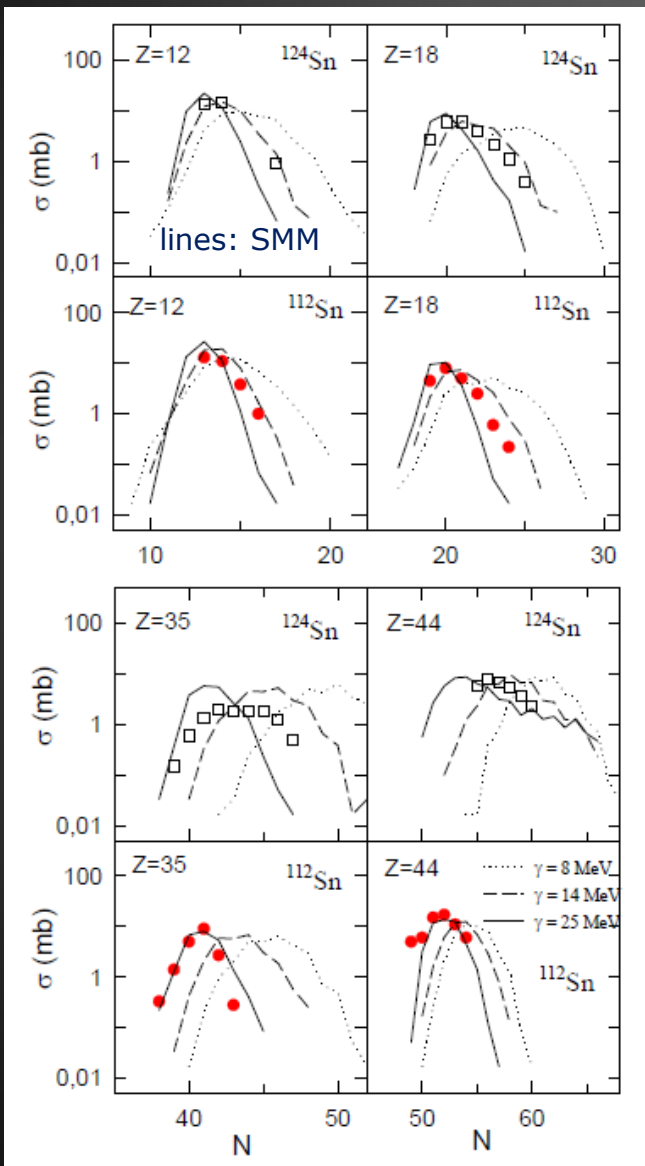 Z=12 ¹²⁴Sn
Z=18 ¹²⁴Sn
100
1
0,01
σ (mb)
lines: SMM
Z=12 ¹¹²Sn
Z=18 ¹¹²Sn
100
1
0,01
σ (mb)
10 20 20 30
Z=35 ¹²⁴Sn
Z=44 ¹²⁴Sn
100
1
0,01
σ (mb)
Z=35 ¹¹²Sn
Z=44 ¹¹²Sn
γ = 8 MeV
γ = 14 MeV
γ = 25 MeV
100
1
0,01
σ (mb)
40 50 50 60
N N